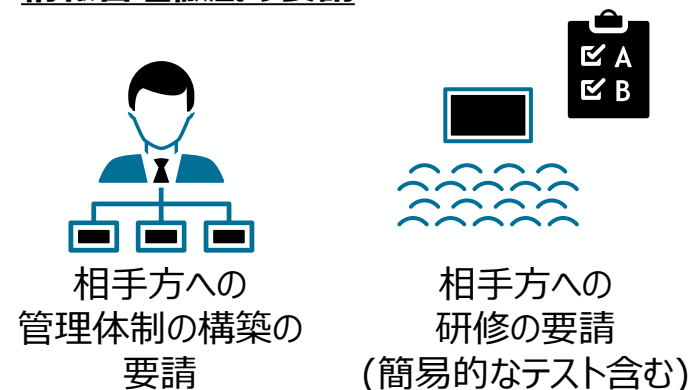 A
B
相手方への
管理体制の構築の
要請
相手方への
研修の要請
(簡易的なテスト含む)